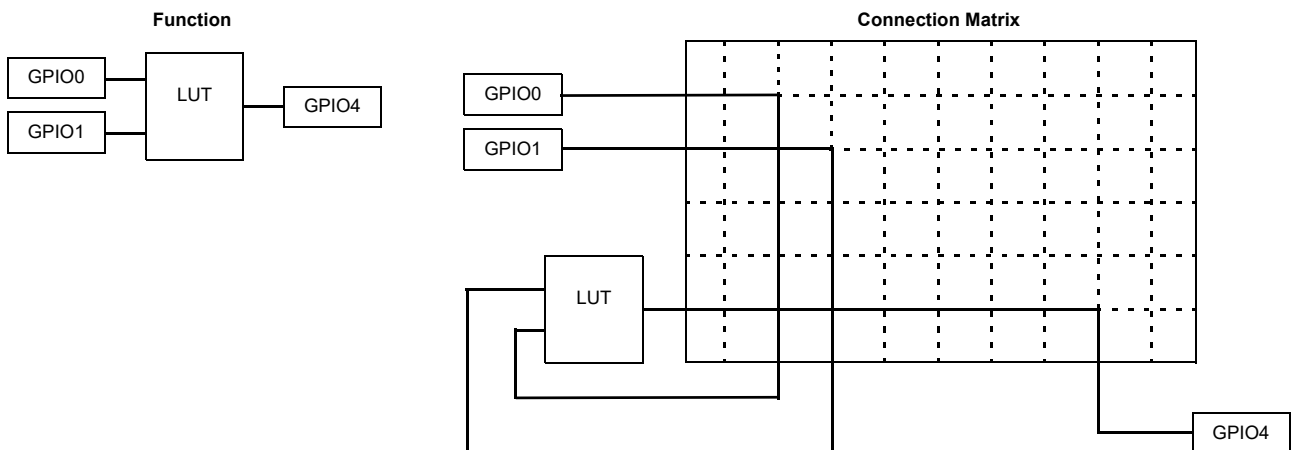 Function
GPIO0
GPIO1
LUT
GPIO4
Connection Matrix
GPIO0
GPIO1
LUT
GPIO4